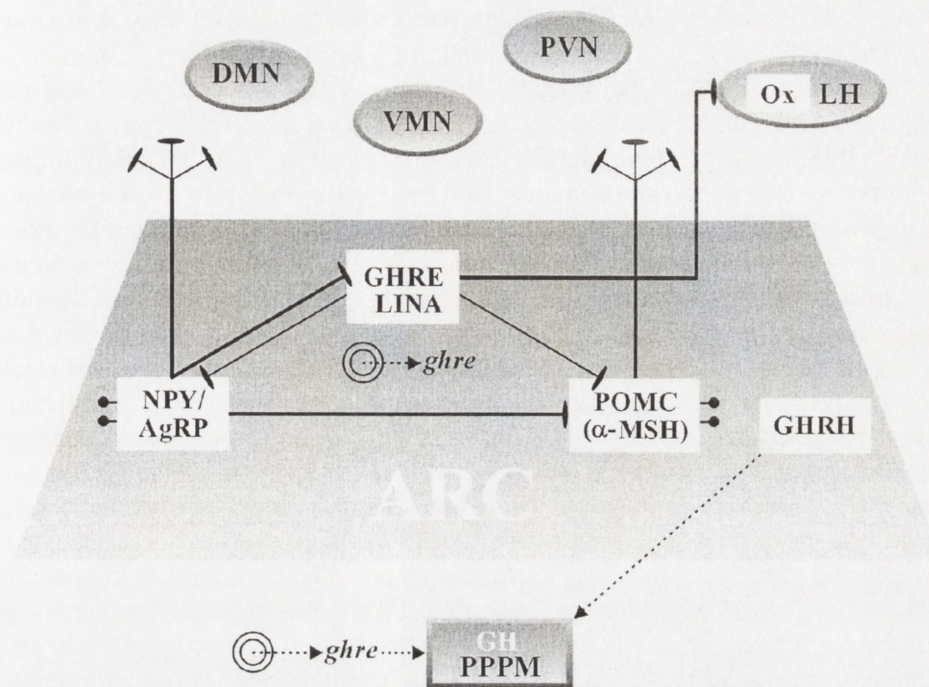 DMN
PVN
VMN
Ox LH
GHRE
LINA
ghre
NPY/
AgRP
POMC
(α-MSH)
GHRH
ARC
ghre
GH
PPPM